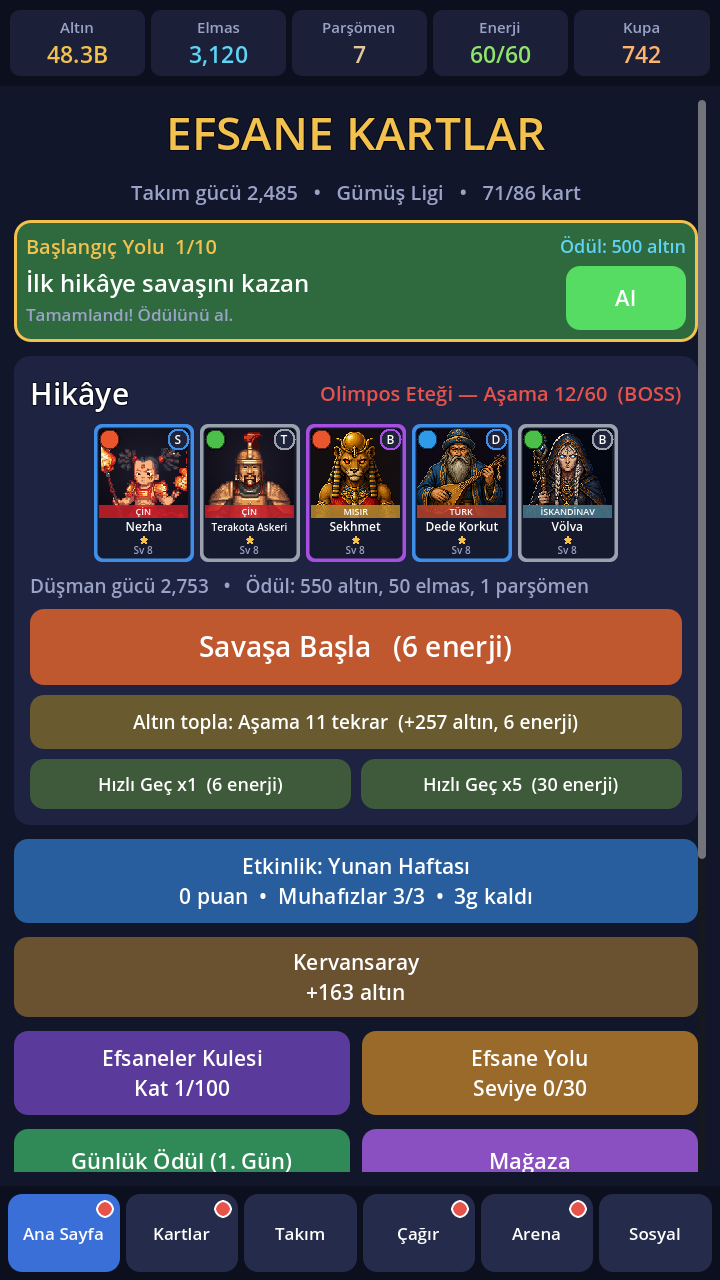 Altın Elmas Parşömen Enerji Kupa
48.3B 3,120 7 60/60 742
EFSANE KARTLAR
Takım gücü 2,485 • Gümüş Ligi • 71/86 kart
Başlangıç Yolu 1/10 Ödül: 500 altın
İlk hikâye savaşını kazan
Al
Tamamlandı! Ödülünü al.
Hikâye Olimpos Eteği — Aşama 12/60 (BOSS)
S T B D B
ÇİN ÇİN MISIR TÜRK İSKANDİNAV
Nezha Terakota Askeri Sekhmet Dede Korkut Völva
Sv 8 Sv 8 Sv 8 Sv 8 Sv 8
Düşman gücü 2,753 • Ödül: 550 altın, 50 elmas, 1 parşömen
Savaşa Başla (6 enerji)
Altın topla: Aşama 11 tekrar (+257 altın, 6 enerji)
Hızlı Geç x1 (6 enerji) Hızlı Geç x5 (30 enerji)
Etkinlik: Yunan Haftası
0 puan • Muhafızlar 3/3 • 3g kaldı
Kervansaray
+163 altın
Efsaneler Kulesi Efsane Yolu
Kat 1/100 Seviye 0/30
Günlük Ödül (1. Gün) Mağaza
Ana Sayfa Kartlar Takım Çağır Arena Sosyal